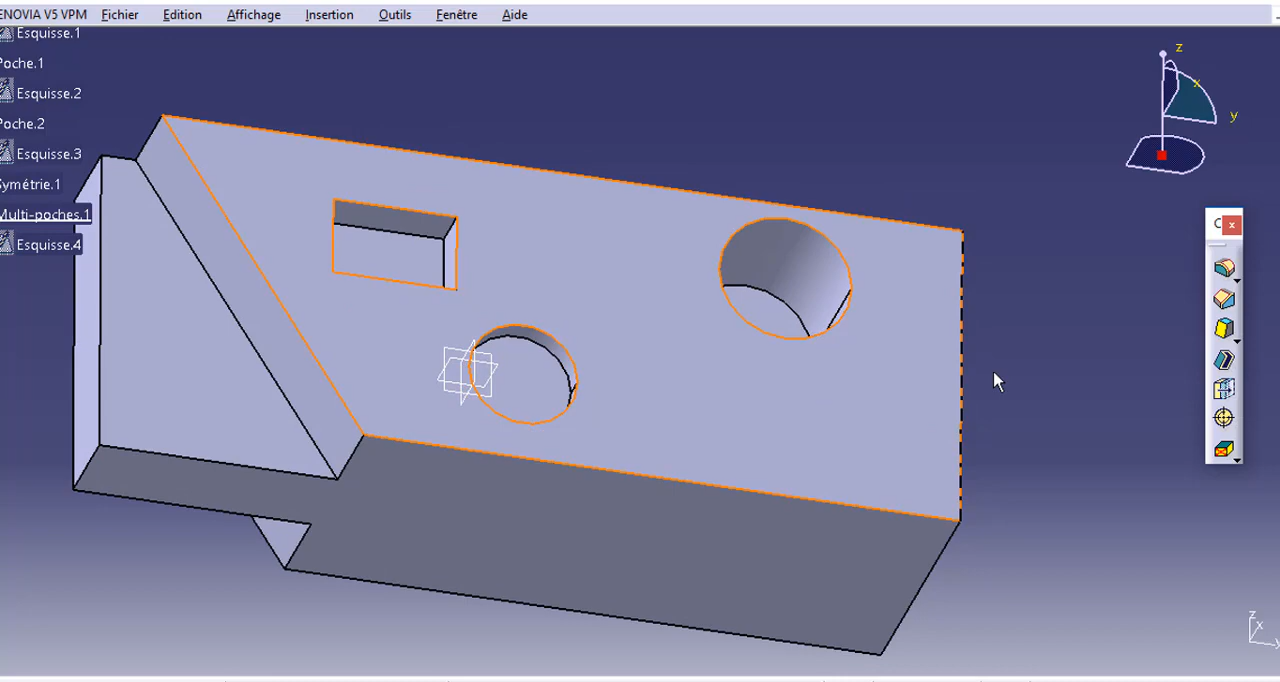 ENOVIA V5 VPM Fichier Edition Affichage Insertion Outils Fenêtre Aide
Esquisse.1
Poche.1
Esquisse.2
Poche.2
Esquisse.3
Symétrie.1
Multi-poches.1
Esquisse.4
z
x
y
C x
z
x
y